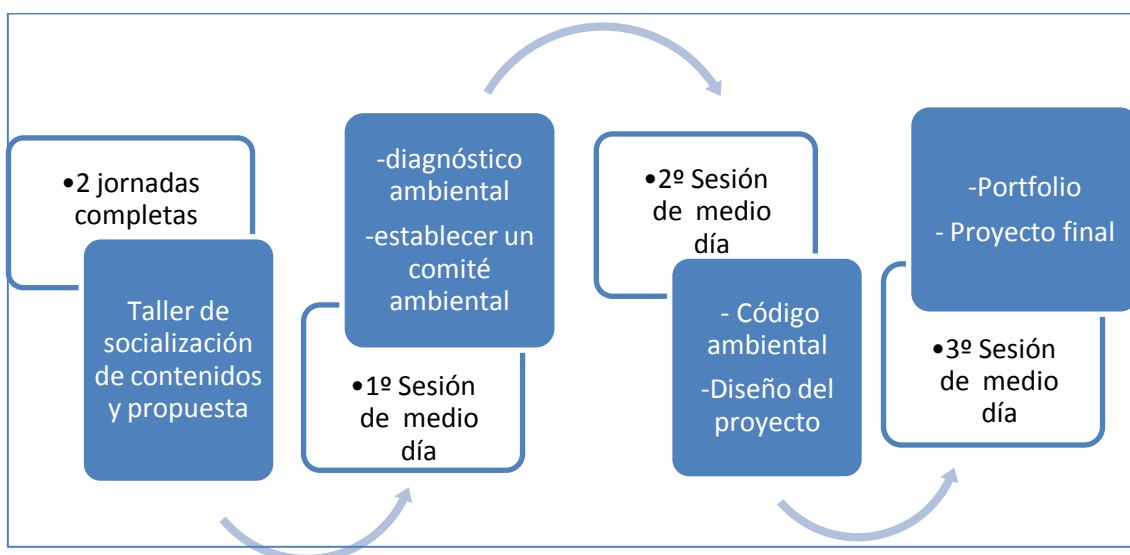 •2 jornadas
completas
Taller de
socialización
de contenidos
y propuesta
-diagnóstico
ambiental
-establecer un
comité
ambiental
•1º Sesión
de medio
día
•2º Sesión
de medio
día
- Código
ambiental
-Diseño del
proyecto
-Portfolio
- Proyecto final
•3º Sesión
de medio
día